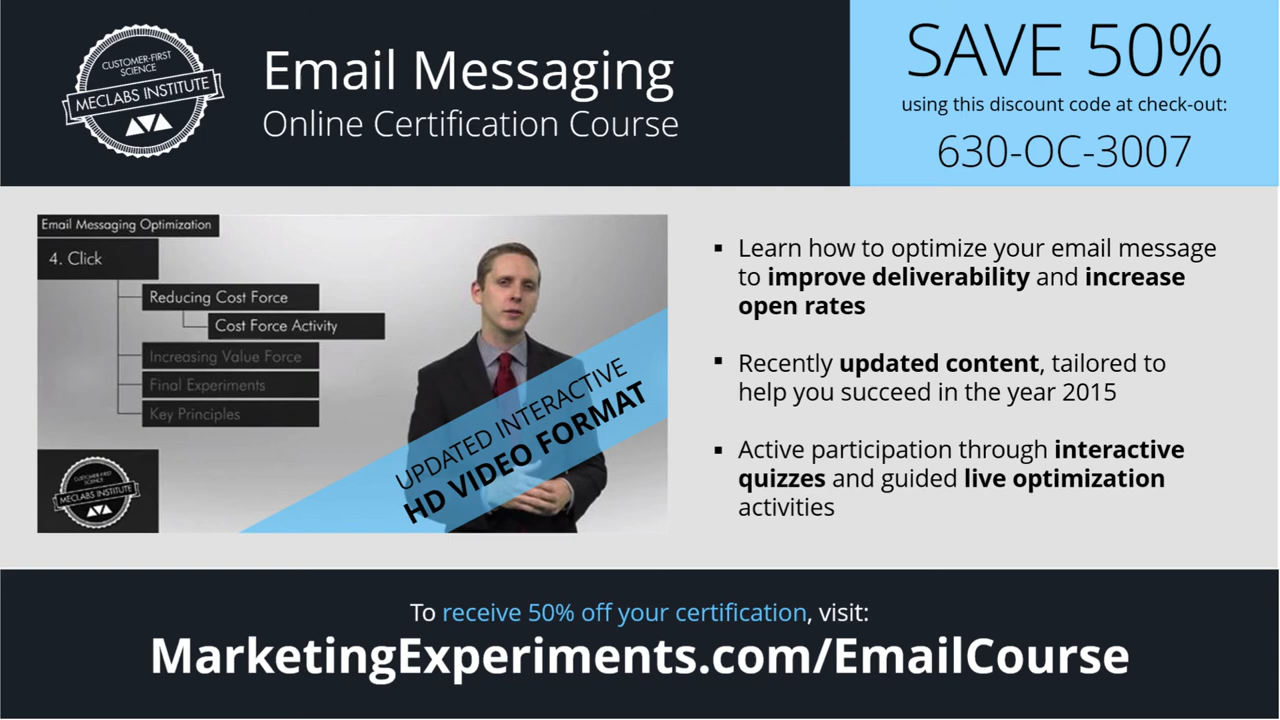 CUSTOMER-FIRST
SCIENCE
MECLABS INSTITUTE
Email Messaging
Online Certification Course
SAVE 50%
using this discount code at check-out:
630-OC-3007
Email Messaging Optimization
4. Click
Reducing Cost Force
Cost Force Activity
Increasing Value Force
Final Experiments
Key Principles
CUSTOMER-FIRST
SCIENCE
MECLABS INSTITUTE
UPDATED INTERACTIVE
HD VIDEO FORMAT
▪ Learn how to optimize your email message
to improve deliverability and increase
open rates
▪ Recently updated content, tailored to
help you succeed in the year 2015
▪ Active participation through interactive
quizzes and guided live optimization
activities
To receive 50% off your certification, visit:
MarketingExperiments.com/EmailCourse